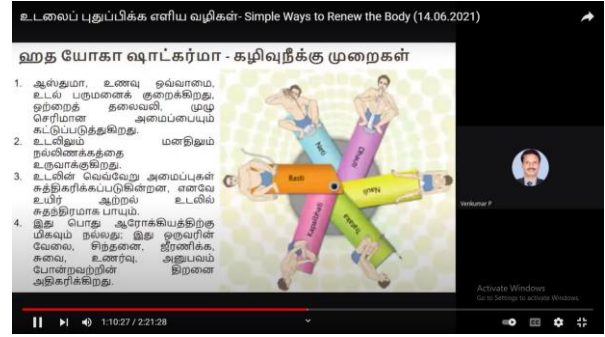 உடலைப் புதுப்பிக்க எளிய வழிகள்- Simple Ways to Renew the Body (14.06.2021)
ஹத யோகா ஷாட்கர்மா - கழிவுநீக்கு முறைகள்
1. ஆஸ்துமா, உணவு ஒவ்வாமை,
உடல் பருமனைக் குறைக்கிறது,
ஒற்றைத் தலைவலி, முழு
செரிமான அமைப்பையும்
கட்டுப்படுத்துகிறது.
2. உடலிலும் மனதிலும்
நல்லிணக்கத்தை
உருவாக்குகிறது.
3. உடலின் வெவ்வேறு அமைப்புகள்
சுத்திகரிக்கப்படுகின்றன, எனவே
உயிர் ஆற்றல் உடலில்
சுதந்திரமாக பாயும்.
4. இது பொது ஆரோக்கியத்திற்கு
மிகவும் நல்லது; இது ஒருவரின்
வேலை, சிந்தனை, ஜீரணிக்க,
சுவை, உணர்வு, அனுபவம்
போன்றவற்றின் திறனை
அதிகரிக்கிறது.
Neti
Dhauti
Basti
Nauli
Trataka
Venkumar P
Activate Windows
Go to Settings to activate Windows.
1:10:27 / 2:21:28